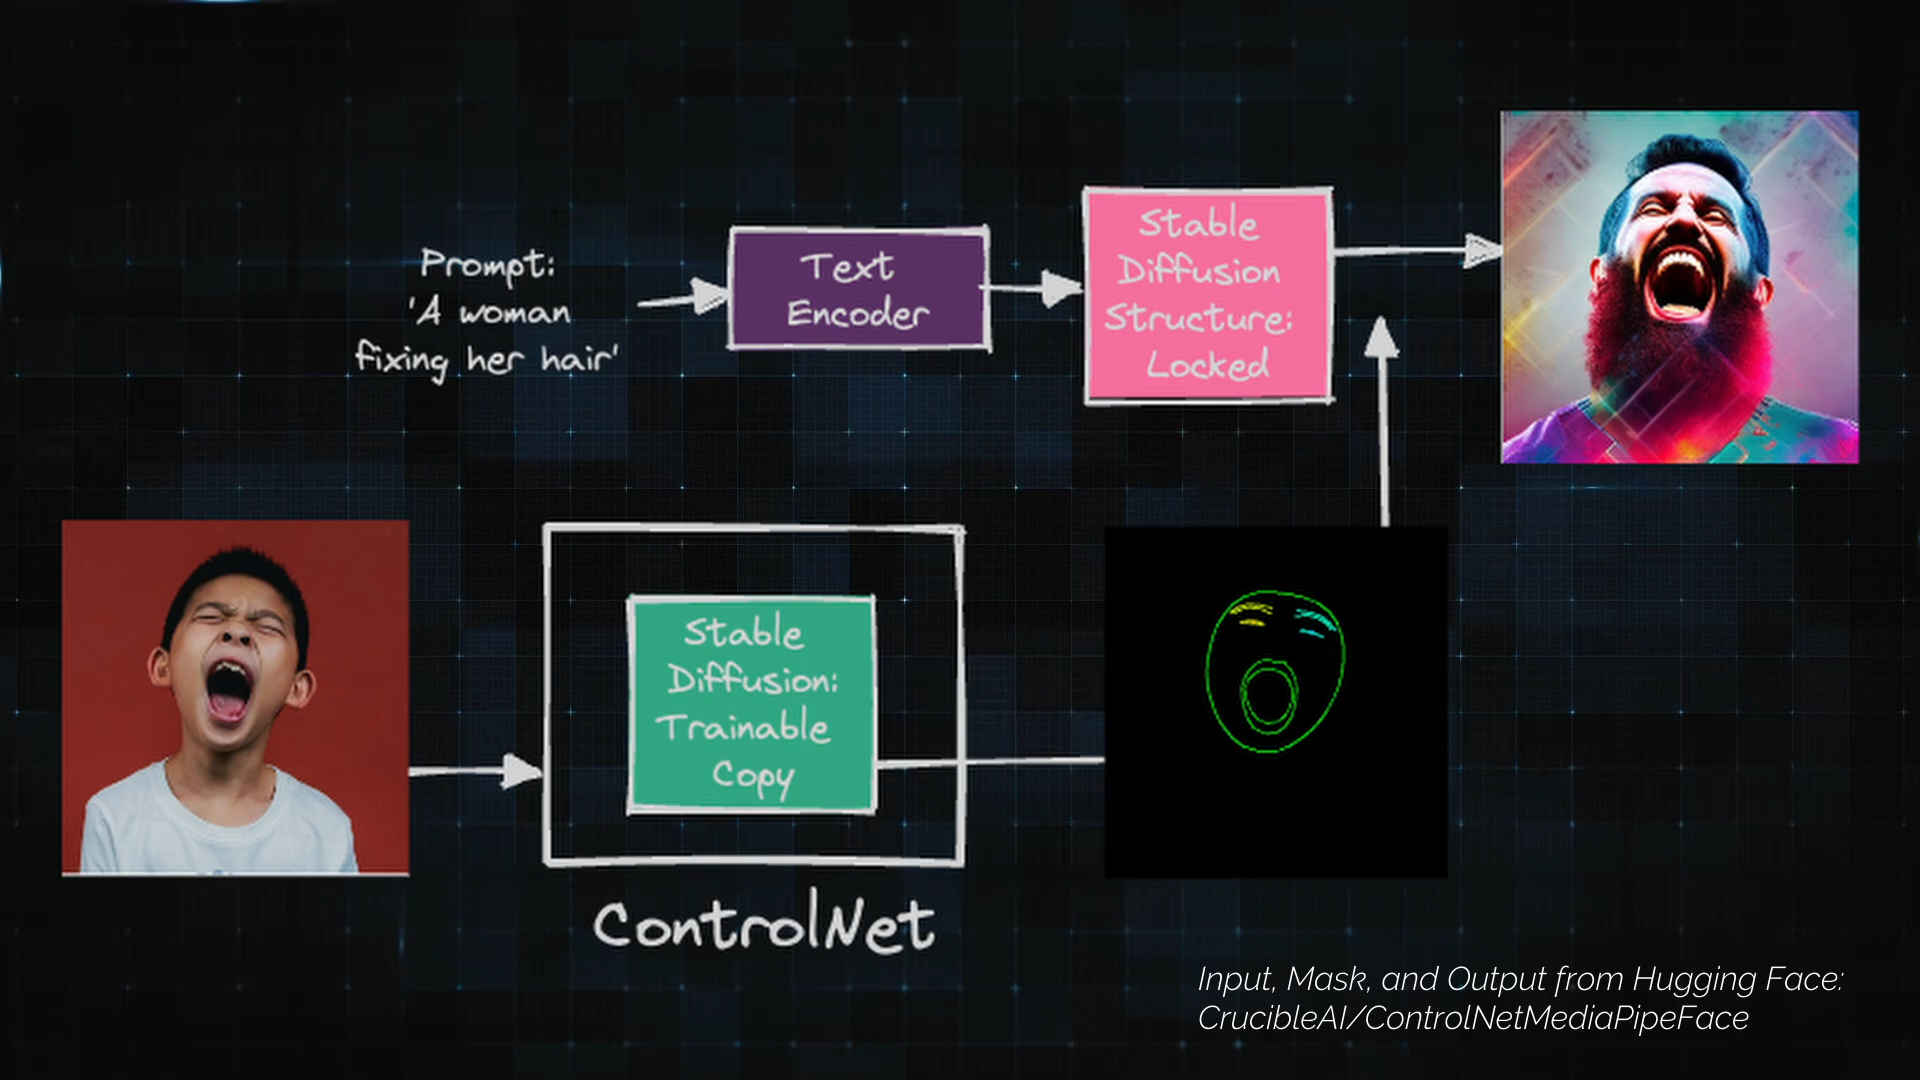 Prompt:
'A woman
fixing her hair'
Text
Encoder
Stable
Diffusion
Structure:
Locked
Stable
Diffusion:
Trainable
Copy
ControlNet
Input, Mask, and Output from Hugging Face:
CrucibleAI/ControlNetMediaPipeFace